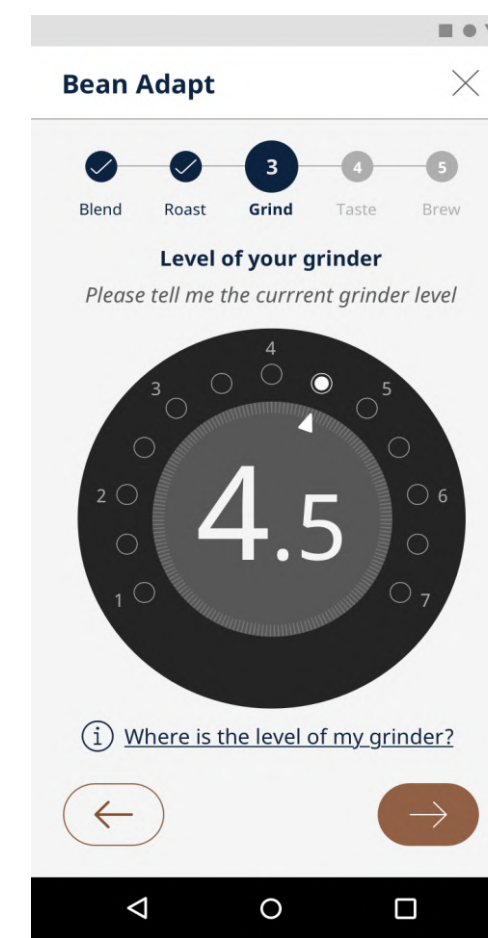 Bean Adapt
3 4 5
Blend Roast Grind Taste Brew
Level of your grinder
Please tell me the currrent grinder level
4
3 5
2 6
1 7
4.5
i Where is the level of my grinder?